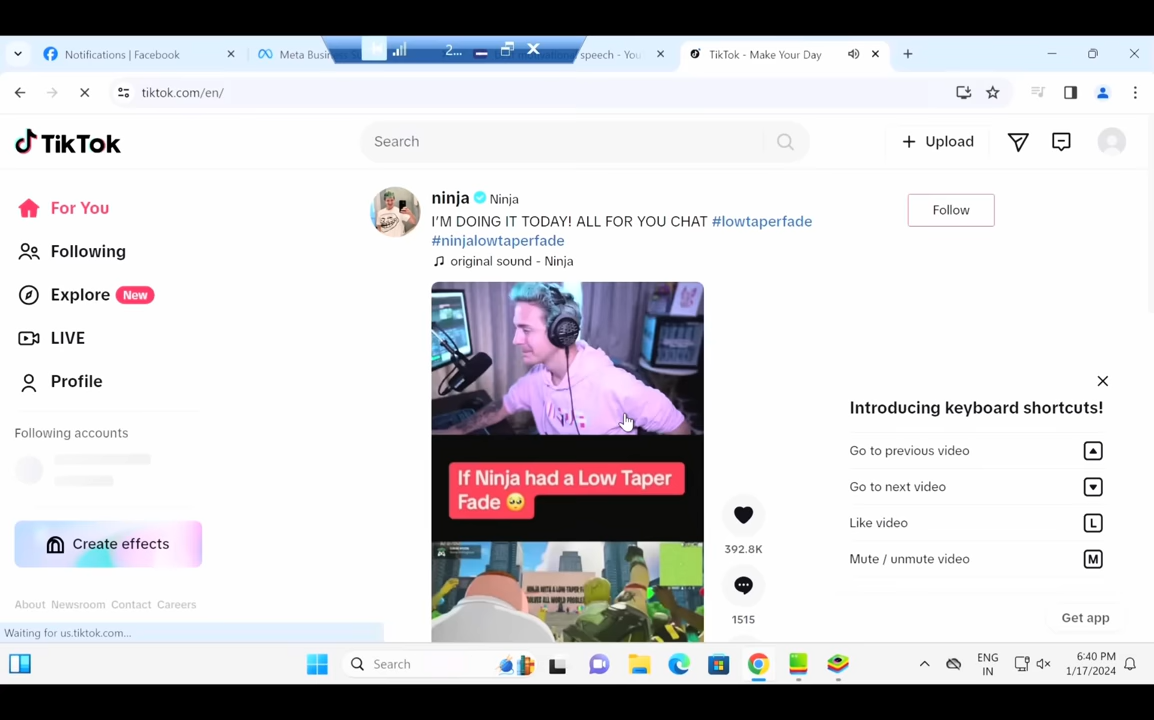 Notifications | Facebook
Meta Busin
2...
speech - You
TikTok - Make Your Day
tiktok.com/en/
TikTok
Search
Upload
For You
Following
Explore New
LIVE
Profile
Following accounts
Create effects
About Newsroom Contact Careers
Waiting for us.tiktok.com...
ninja Ninja
I'M DOING IT TODAY! ALL FOR YOU CHAT #lowtaperfade
#ninjalowtaperfade
original sound - Ninja
Follow
If Ninja had a Low Taper
Fade 🥺
392.8K
1515
Introducing keyboard shortcuts!
Go to previous video
Go to next video
Like video L
Mute / unmute video M
Get app
Search
ENG
IN
6:40 PM
1/17/2024